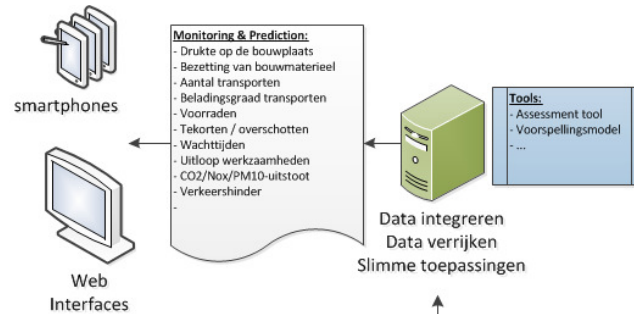 smartphones
Web
Interfaces
Monitoring & Prediction:
- Drukte op de bouwplaats
- Bezetting van bouwmaterieel
- Aantal transporten
- Beladingsgraad transporten
- Voorraden
- Tekorten / overschotten
- Wachttijden
- Uitloop werkzaamheden
- CO2/Nox/PM10-uitstoot
- Verkeershinder
-
Data integreren
Data verrijken
Slimme toepassingen
Tools:
- Assessment tool
- Voorspellingsmodel
- ...